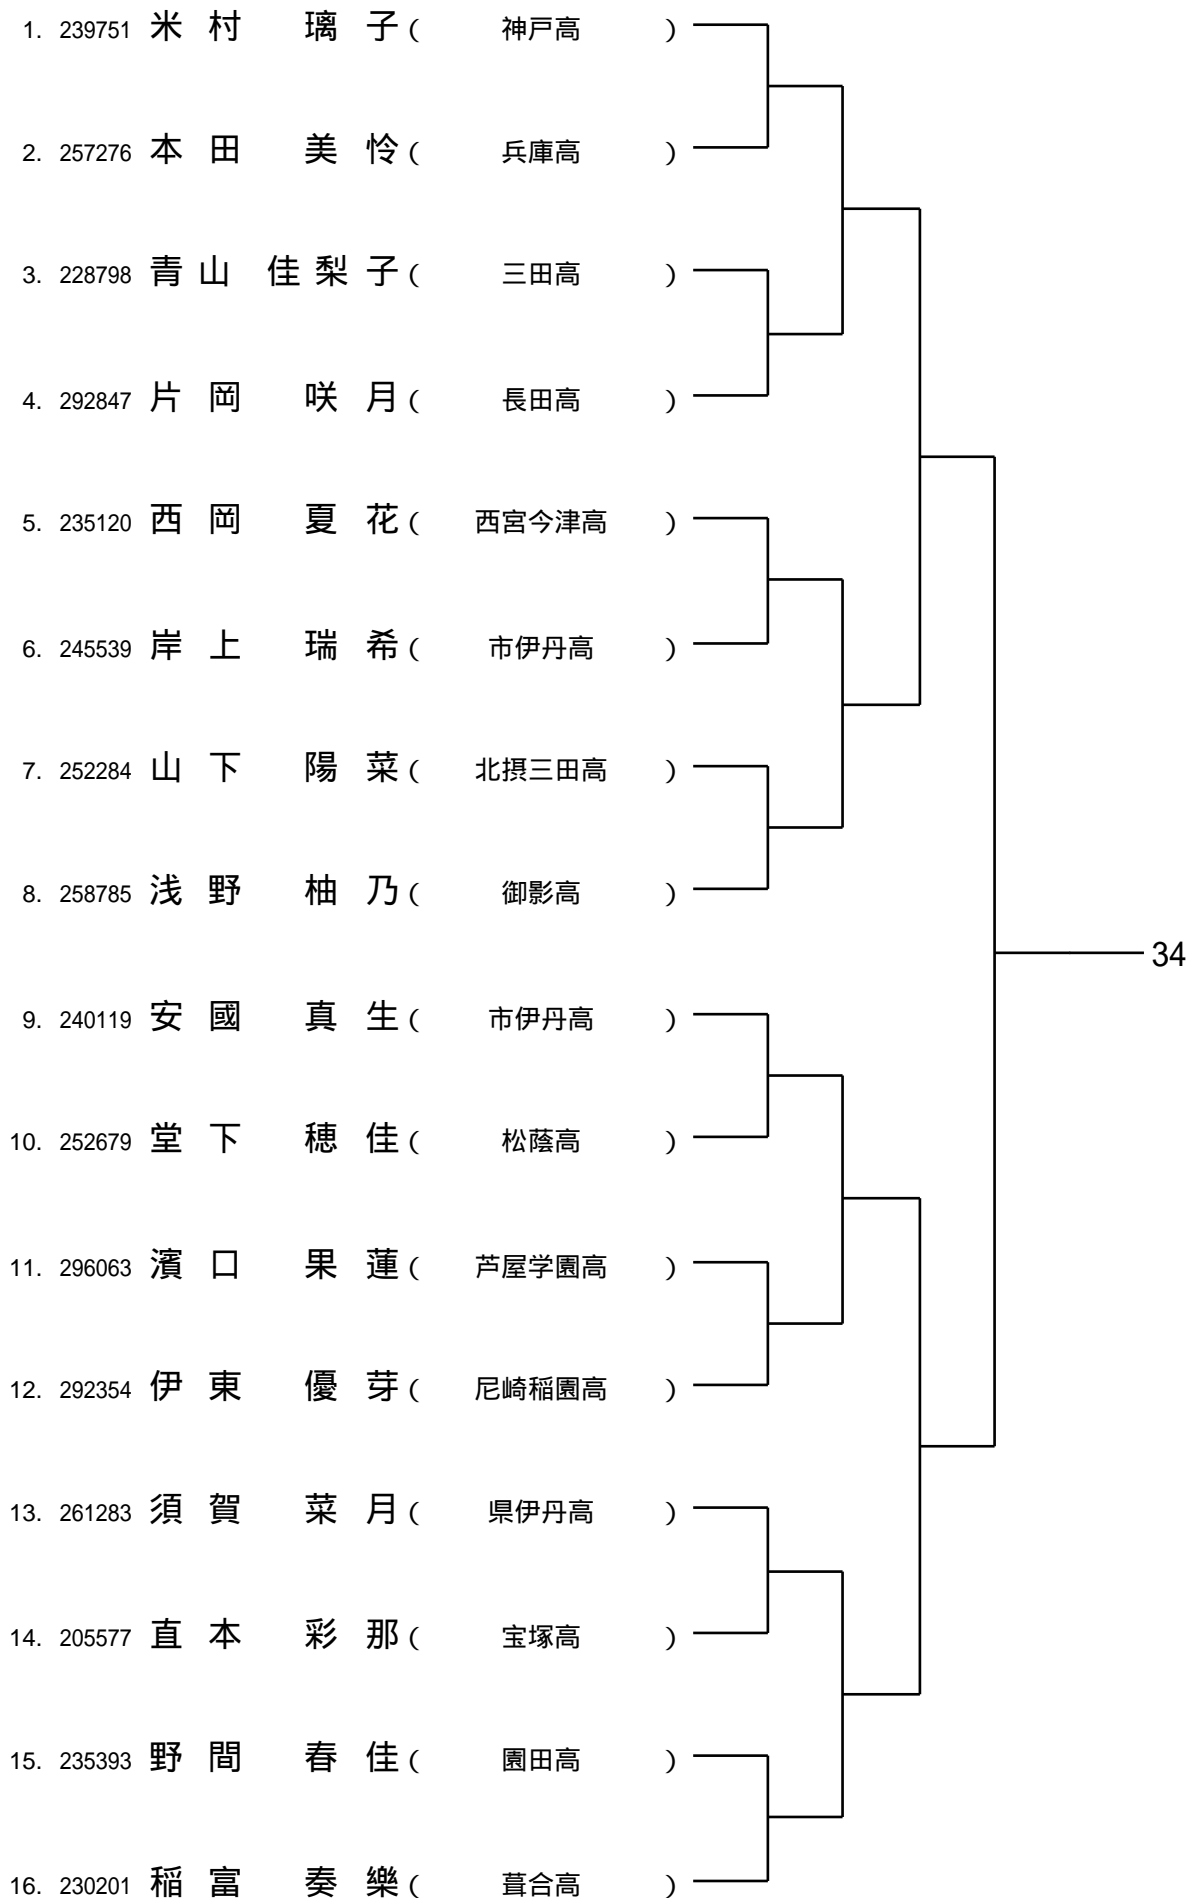 1. 239751 米村 璃子 ( 神戸高 )
2. 257276 本田 美怜 ( 兵庫高 )
3. 228798 青山 佳梨子 ( 三田高 )
4. 292847 片岡 咲月 ( 長田高 )
5. 235120 西岡 夏花 ( 西宮今津高 )
6. 245539 岸上 瑞希 ( 市伊丹高 )
7. 252284 山下 陽菜 ( 北摂三田高 )
8. 258785 浅野 柚乃 ( 御影高 )
34
9. 240119 安國 真生 ( 市伊丹高 )
10. 252679 堂下 穂佳 ( 松蔭高 )
11. 296063 濱口 果蓮 ( 芦屋学園高 )
12. 292354 伊東 優芽 ( 尼崎稲園高 )
13. 261283 須賀 菜月 ( 県伊丹高 )
14. 205577 直本 彩那 ( 宝塚高 )
15. 235393 野間 春佳 ( 園田高 )
16. 230201 稲富 奏樂 ( 葺合高 )